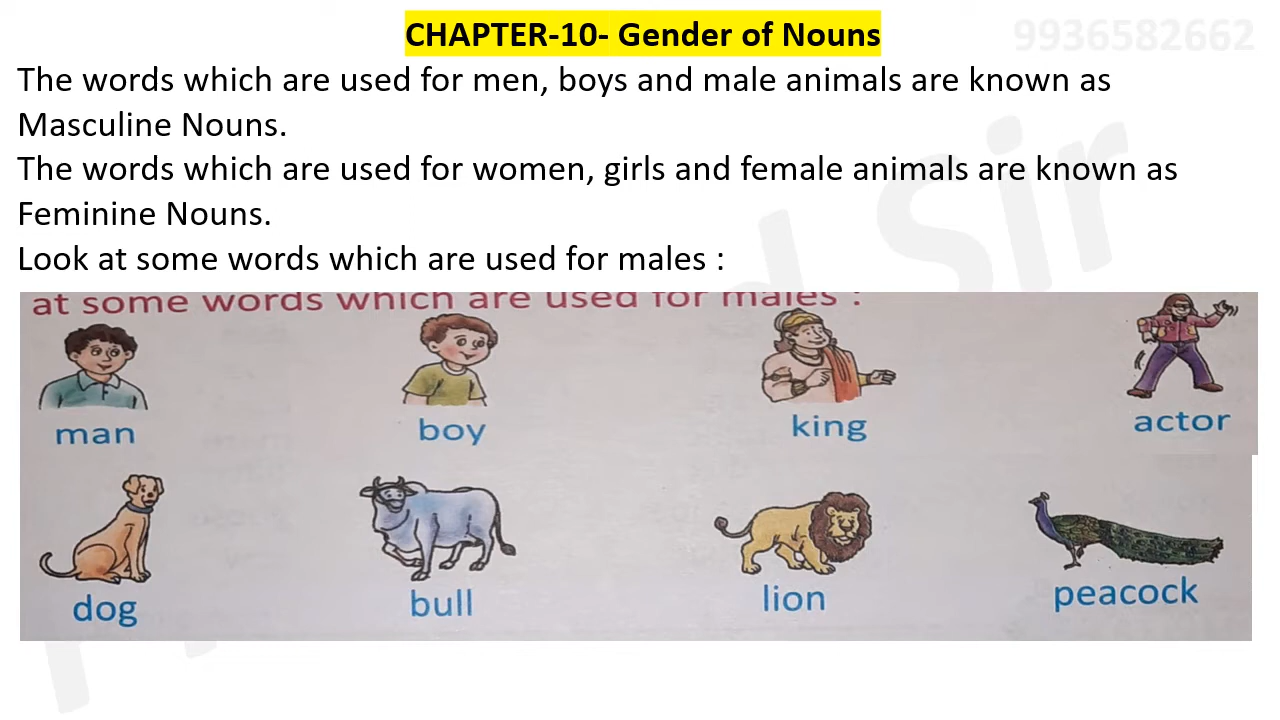 CHAPTER-10- Gender of Nouns
9936582662
The words which are used for men, boys and male animals are known as
Masculine Nouns.
The words which are used for women, girls and female animals are known as
Feminine Nouns.
Look at some words which are used for males :
at some words which are used for males :
man boy king actor
dog bull lion peacock
Sir